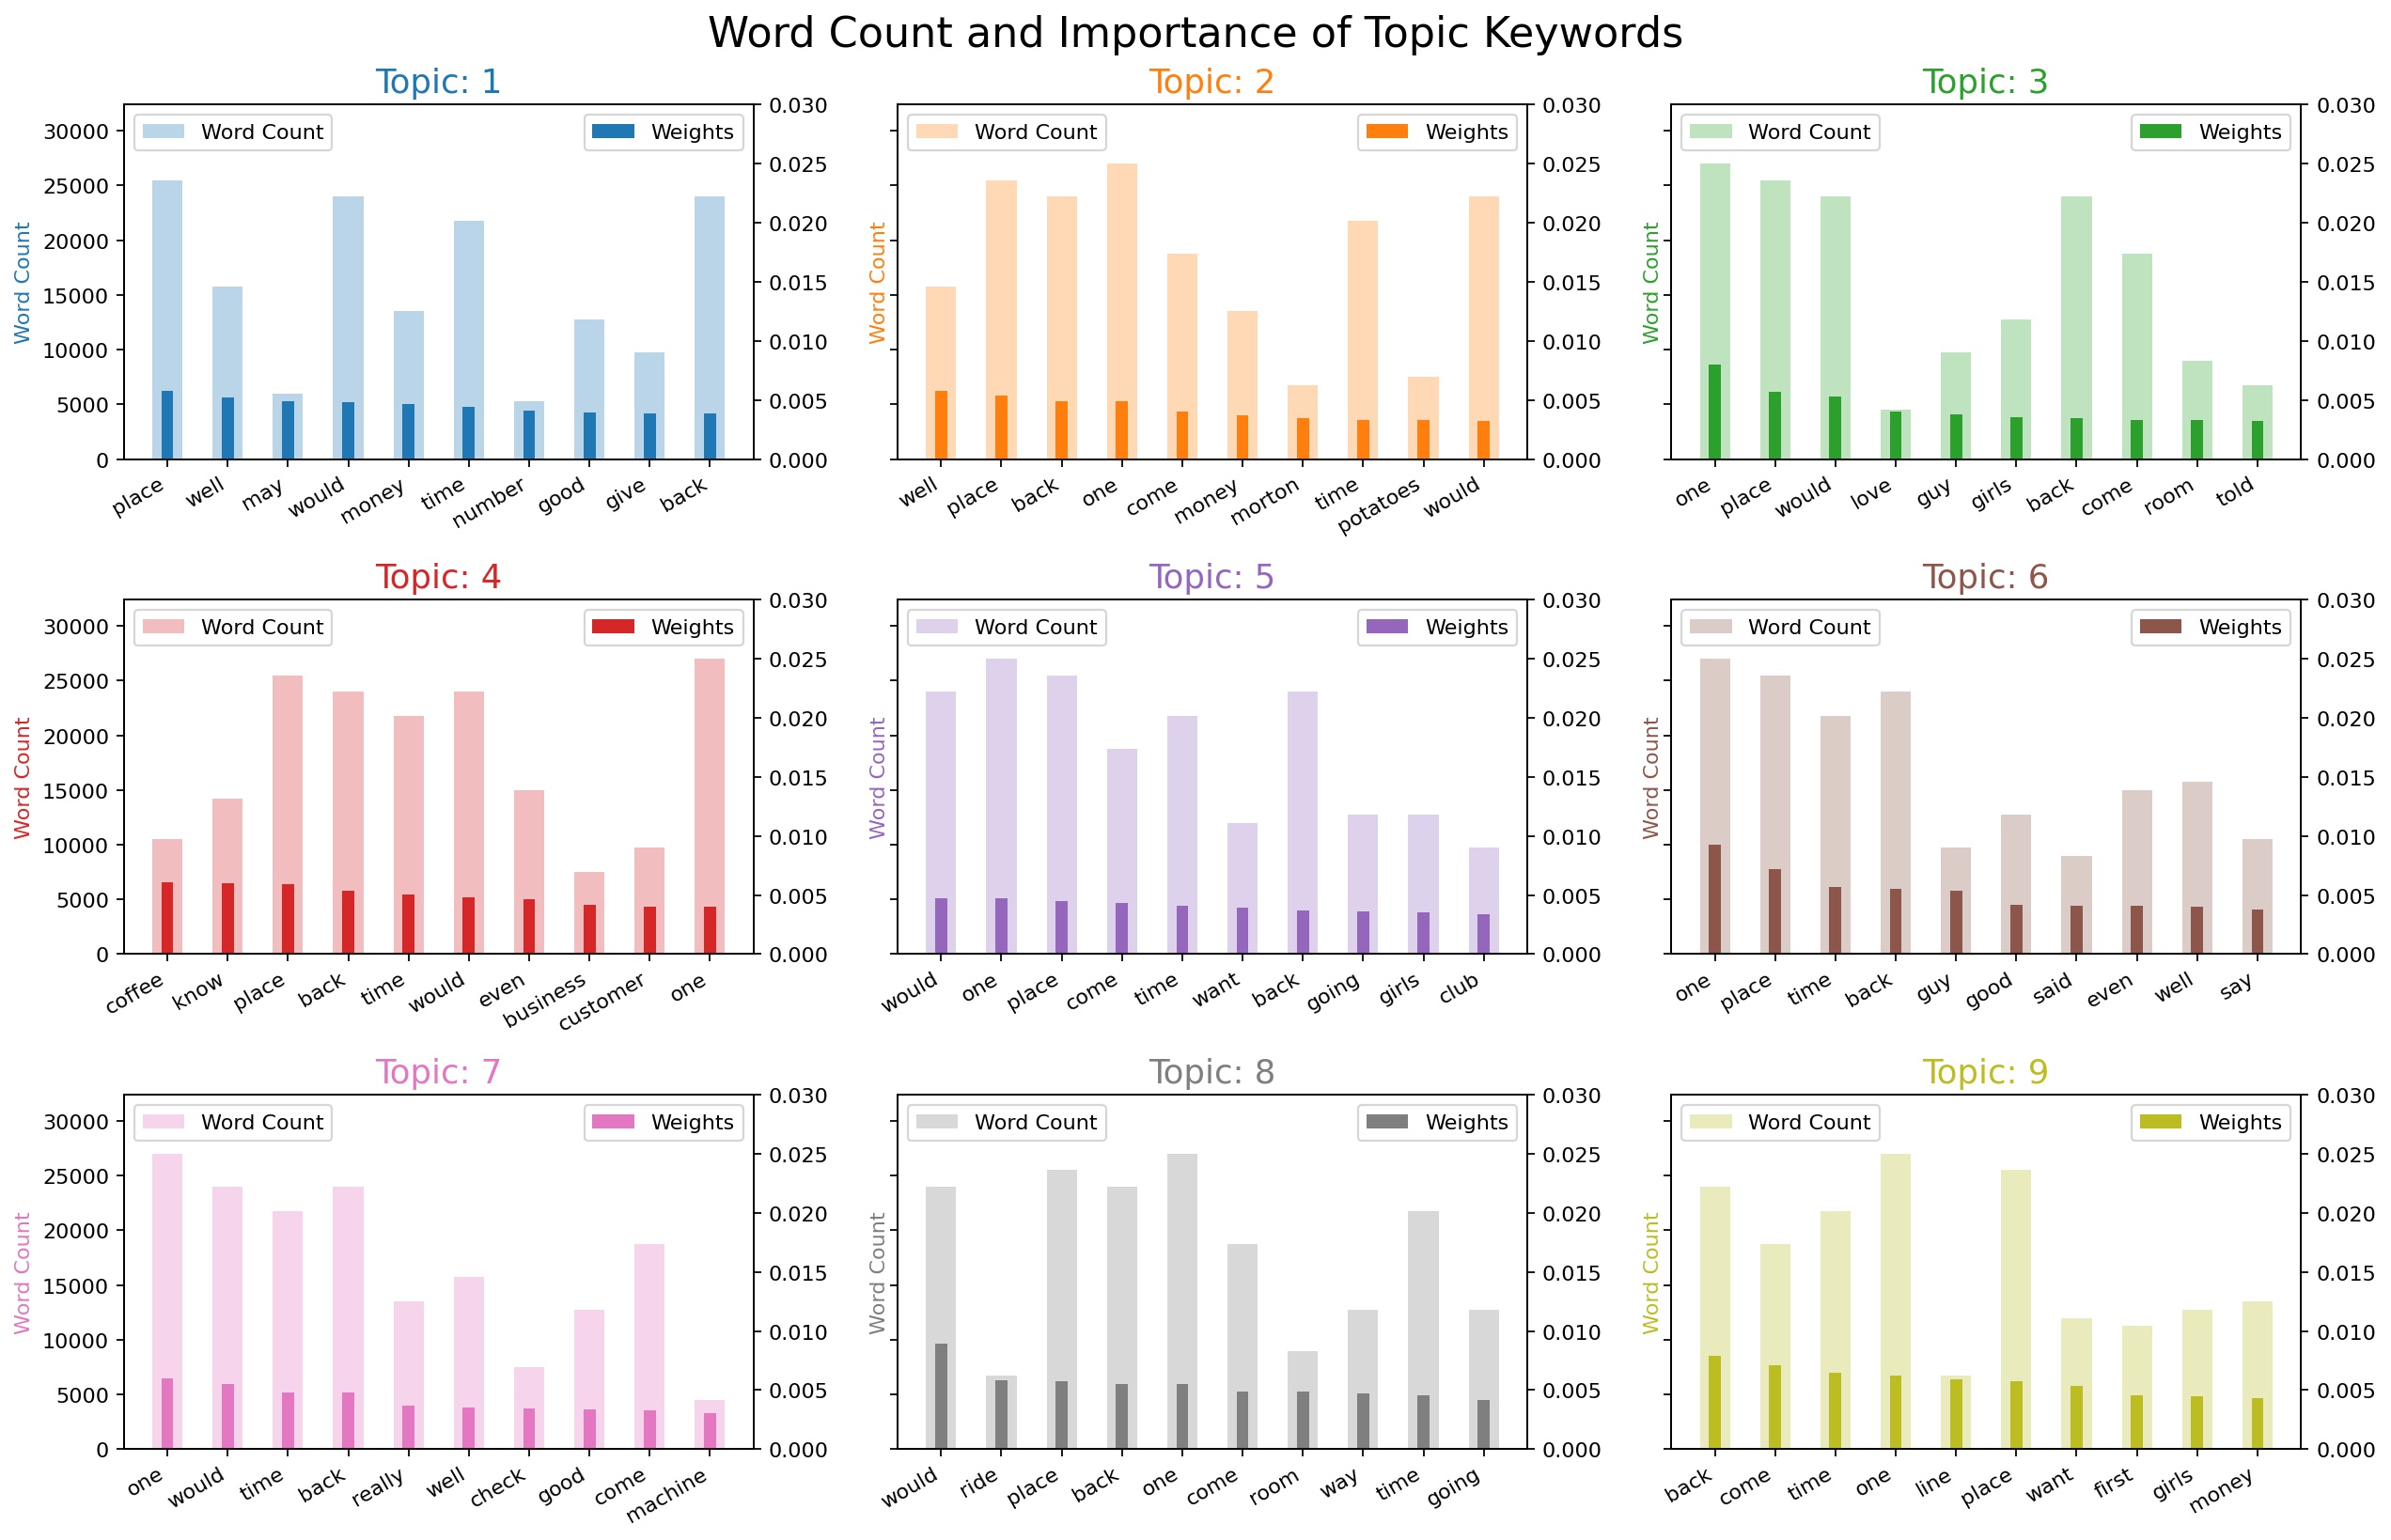 Word Count and Importance of Topic Keywords
Topic: 1
Word Count
Weights
Word Count
30000
25000
20000
15000
10000
5000
0
0.030
0.025
0.020
0.015
0.010
0.005
0.000
place well may would money time number good give back
Topic: 2
Word Count
Weights
Word Count
0.030
0.025
0.020
0.015
0.010
0.005
0.000
well place back one come money morton time potatoes would
Topic: 3
Word Count
Weights
Word Count
0.030
0.025
0.020
0.015
0.010
0.005
0.000
one place would love guy girls back come room told
Topic: 4
Word Count
Weights
Word Count
30000
25000
20000
15000
10000
5000
0
0.030
0.025
0.020
0.015
0.010
0.005
0.000
coffee know place back time would even business customer one
Topic: 5
Word Count
Weights
Word Count
0.030
0.025
0.020
0.015
0.010
0.005
0.000
would one place come time want back going girls club
Topic: 6
Word Count
Weights
Word Count
0.030
0.025
0.020
0.015
0.010
0.005
0.000
one place time back guy good said even well say
Topic: 7
Word Count
Weights
Word Count
30000
25000
20000
15000
10000
5000
0
0.030
0.025
0.020
0.015
0.010
0.005
0.000
one would time back really well check good come machine
Topic: 8
Word Count
Weights
Word Count
0.030
0.025
0.020
0.015
0.010
0.005
0.000
would ride place back one come room way time going
Topic: 9
Word Count
Weights
Word Count
0.030
0.025
0.020
0.015
0.010
0.005
0.000
back come time one line place want first girls money